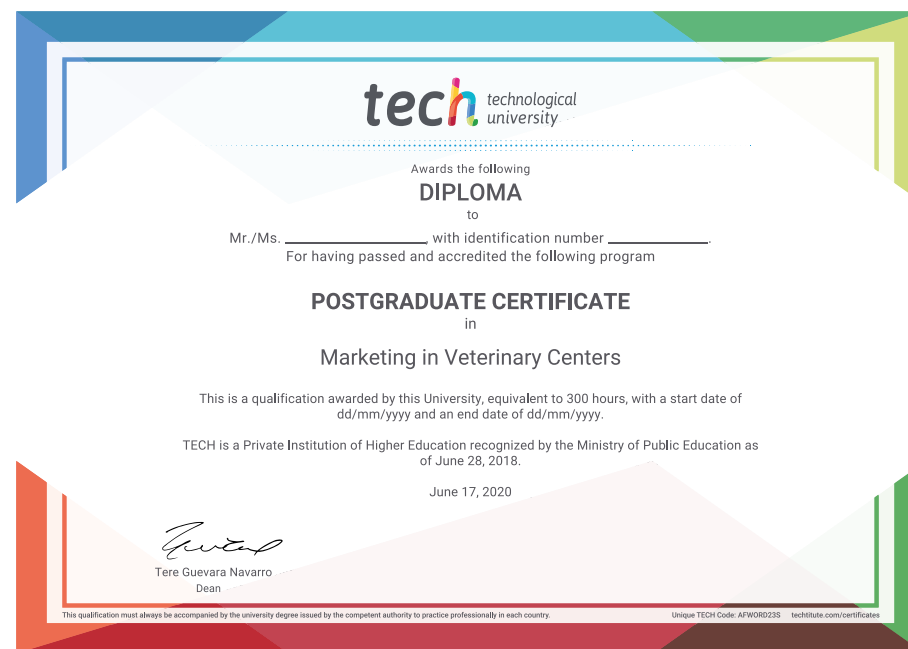 tech technological
university
Awards the following
DIPLOMA
to
Mr./Ms. ____________________, with identification number ______________.
For having passed and accredited the following program
POSTGRADUATE CERTIFICATE
in
Marketing in Veterinary Centers
This is a qualification awarded by this University, equivalent to 300 hours, with a start date of
dd/mm/yyyy and an end date of dd/mm/yyyy.
TECH is a Private Institution of Higher Education recognized by the Ministry of Public Education as
of June 28, 2018.
June 17, 2020
Tere Guevara Navarro
Dean
This qualification must always be accompanied by the university degree issued by the competent authority to practice professionally in each country. Unique TECH Code: AFWORD23S techtitute.com/certificates